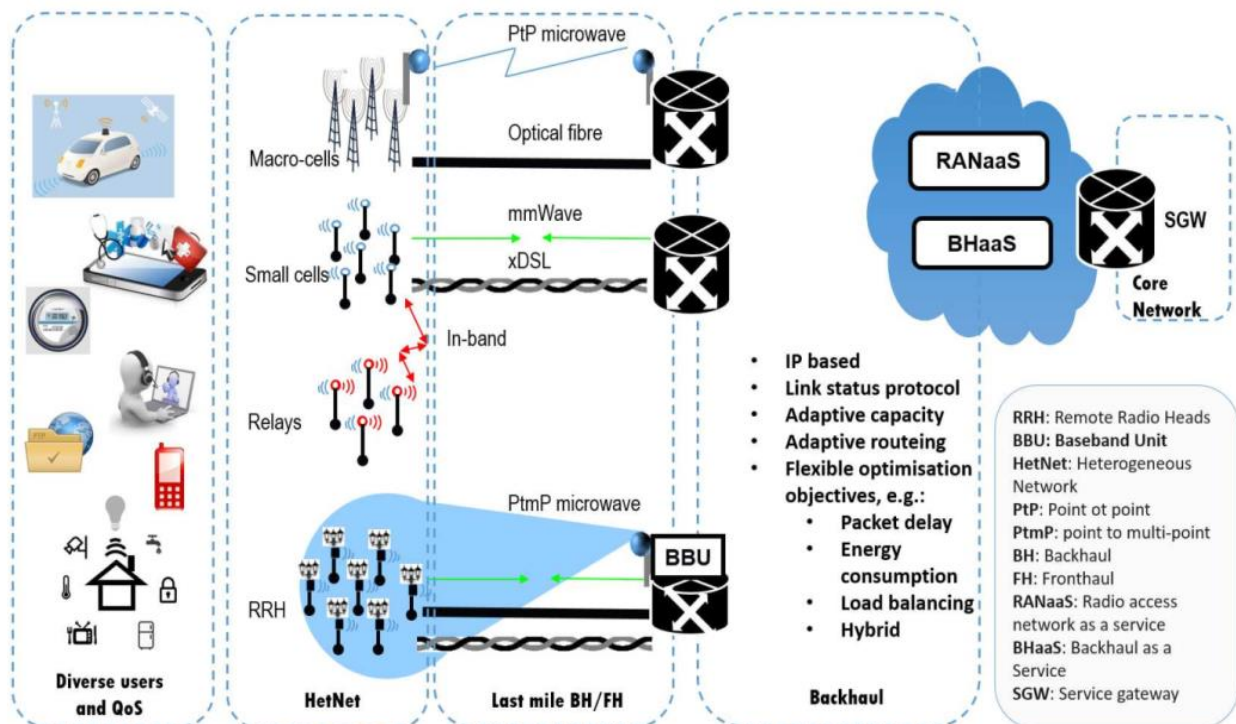 PtP microwave
Optical fibre
Macro-cells
mmWave
xDSL
Small cells
In-band
Relays
PtmP microwave
BBU
RRH
FTP
Diverse users
and QoS
HetNet
Last mile BH/FH
RANaaS
BHaaS
SGW
Core
Network
• IP based
• Link status protocol
• Adaptive capacity
• Adaptive routeing
• Flexible optimisation
objectives, e.g.:
• Packet delay
• Energy
consumption
• Load balancing
• Hybrid
Backhaul
RRH: Remote Radio Heads
BBU: Baseband Unit
HetNet: Heterogeneous
Network
PtP: Point ot point
PtmP: point to multi-point
BH: Backhaul
FH: Fronthaul
RANaaS: Radio access
network as a service
BHaaS: Backhaul as a
Service
SGW: Service gateway